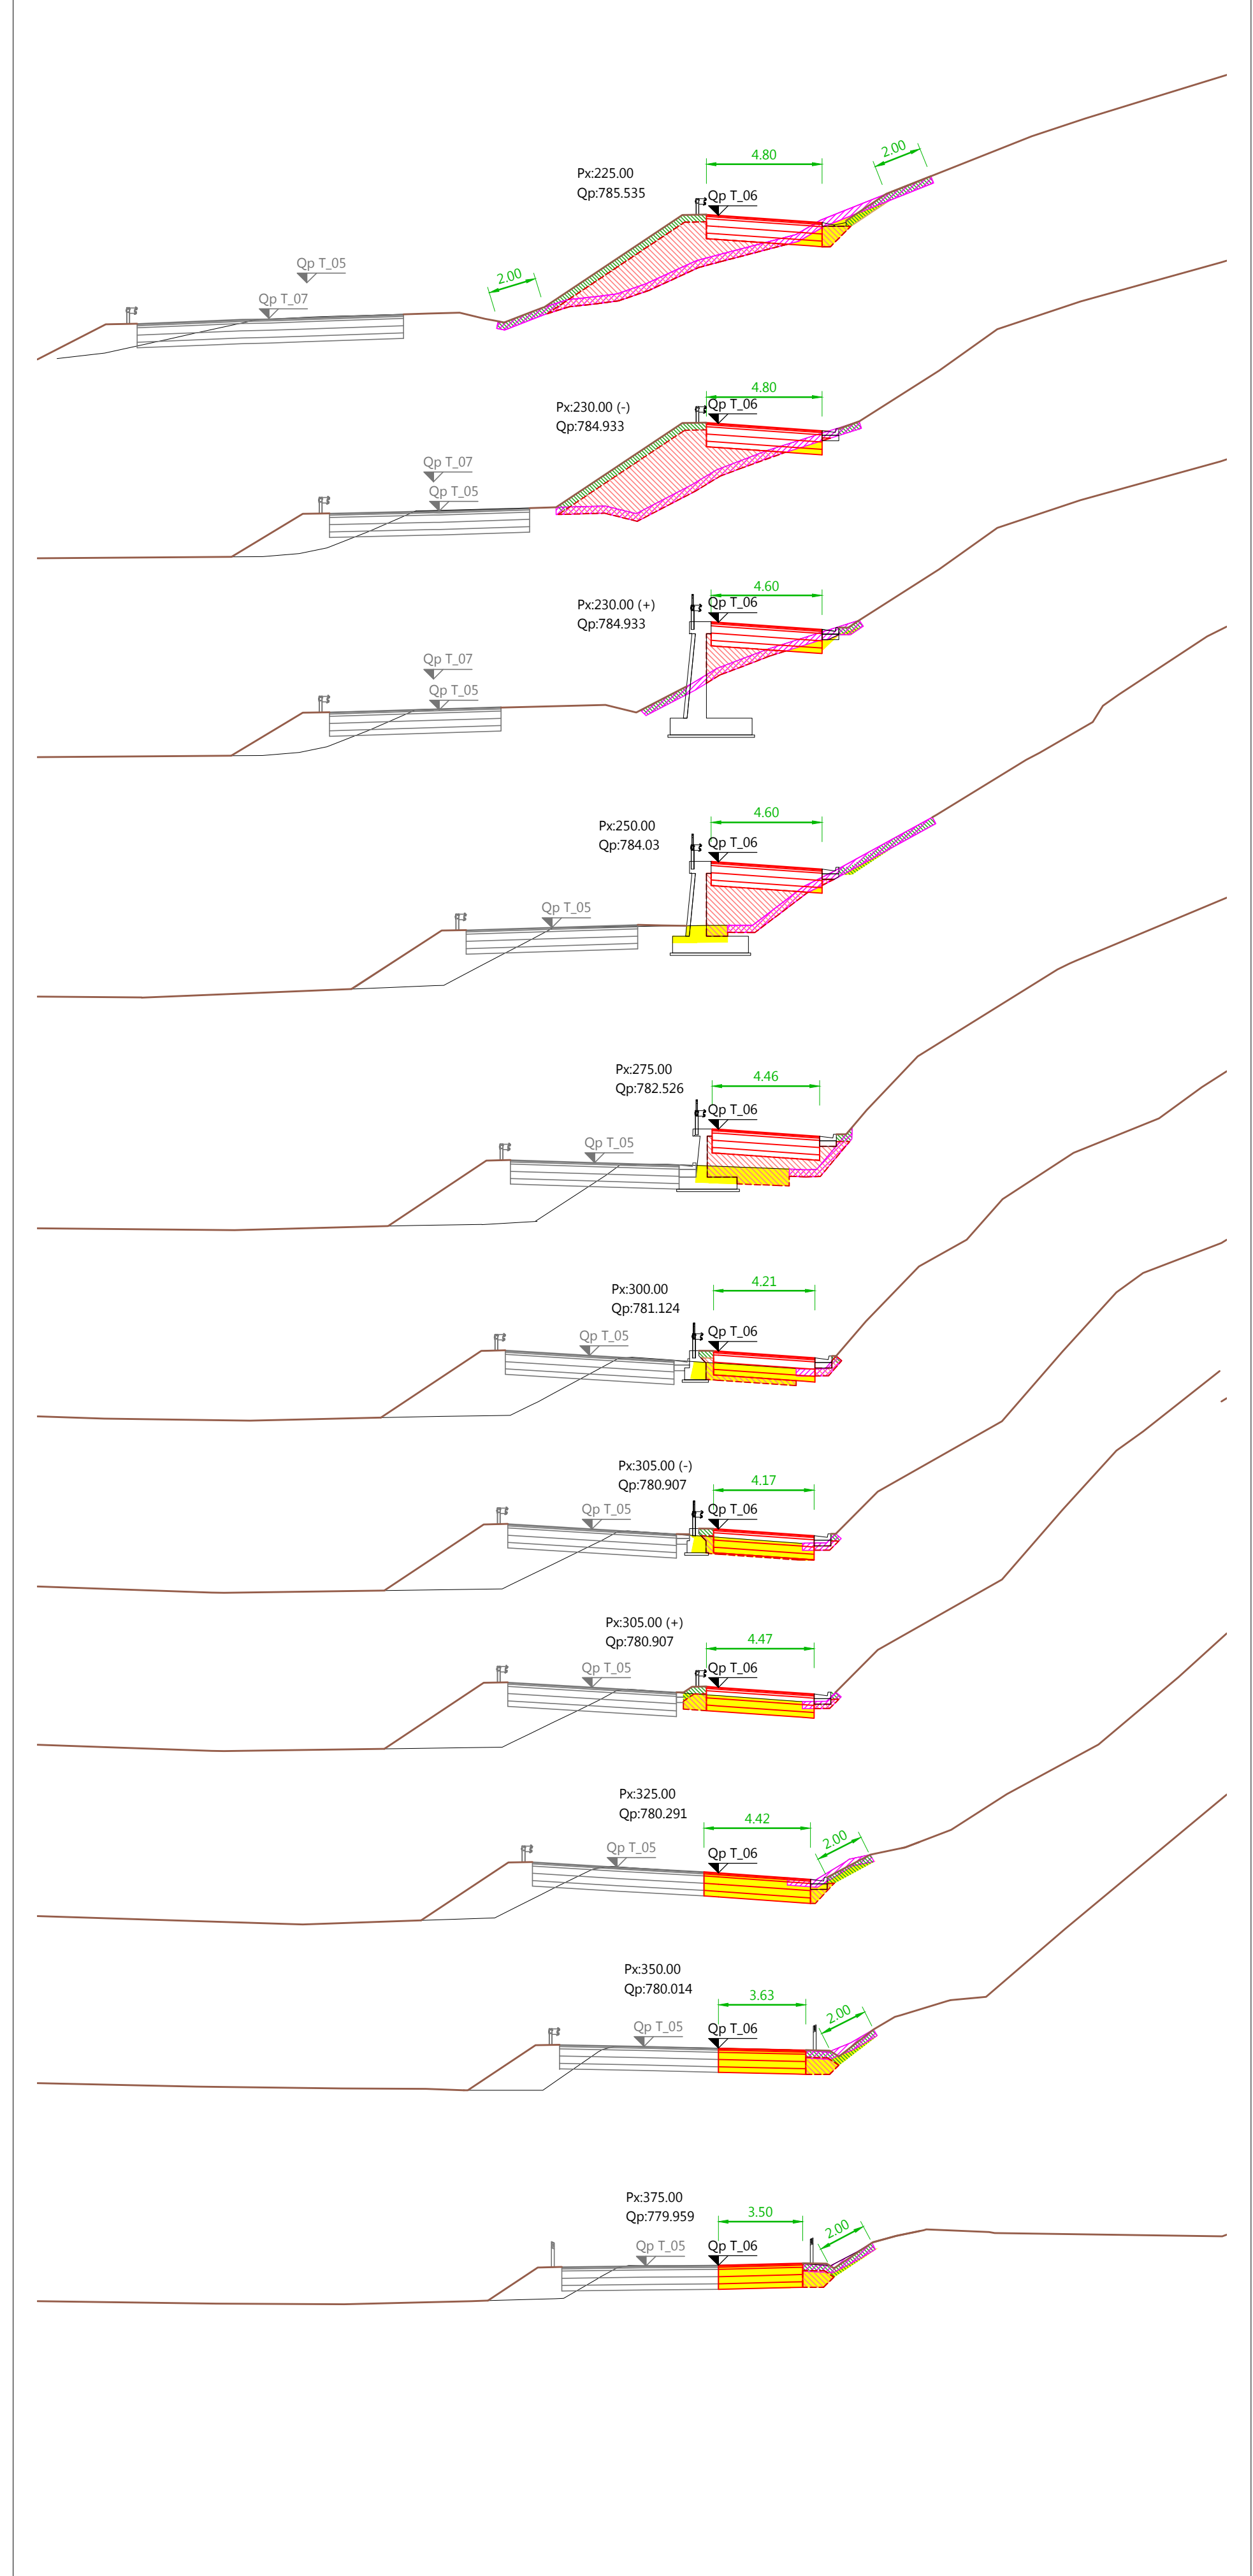 4.80
2.00
Px:225.00
Qp:785.535
Qp T_06
Qp T_05
2.00
Qp T_07
4.80
Px:230.00 (-)
Qp:784.933
Qp T_06
Qp T_07
Qp T_05
4.60
Px:230.00 (+)
Qp:784.933
Qp T_06
Qp T_07
Qp T_05
4.60
Px:250.00
Qp:784.03
Qp T_06
Qp T_05
Px:275.00
4.46
Qp:782.526
Qp T_06
Qp T_05
4.21
Px:300.00
Qp:781.124
Qp T_06
Qp T_05
Px:305.00 (-)
4.17
Qp:780.907
Qp T_06
Qp T_05
Px:305.00 (+)
4.47
Qp:780.907
Qp T_06
Qp T_05
Px:325.00
Qp:780.291
4.42
2.00
Qp T_06
Qp T_05
Px:350.00
Qp:780.014
3.63
2.00
Qp T_06
Qp T_05
Px:375.00
Qp:779.959
3.50
2.00
Qp T_06
Qp T_05